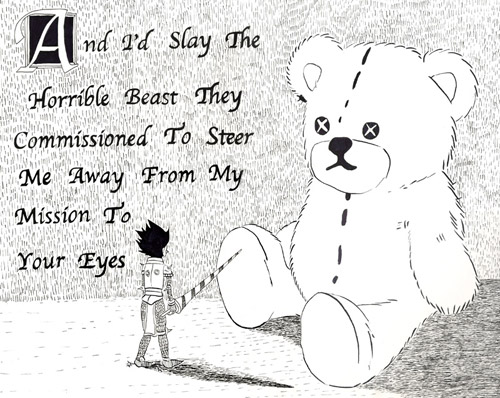 And I'd Slay The
Horrible Beast They
Commissioned To Steer
Me Away From My
Mission To
Your Eyes